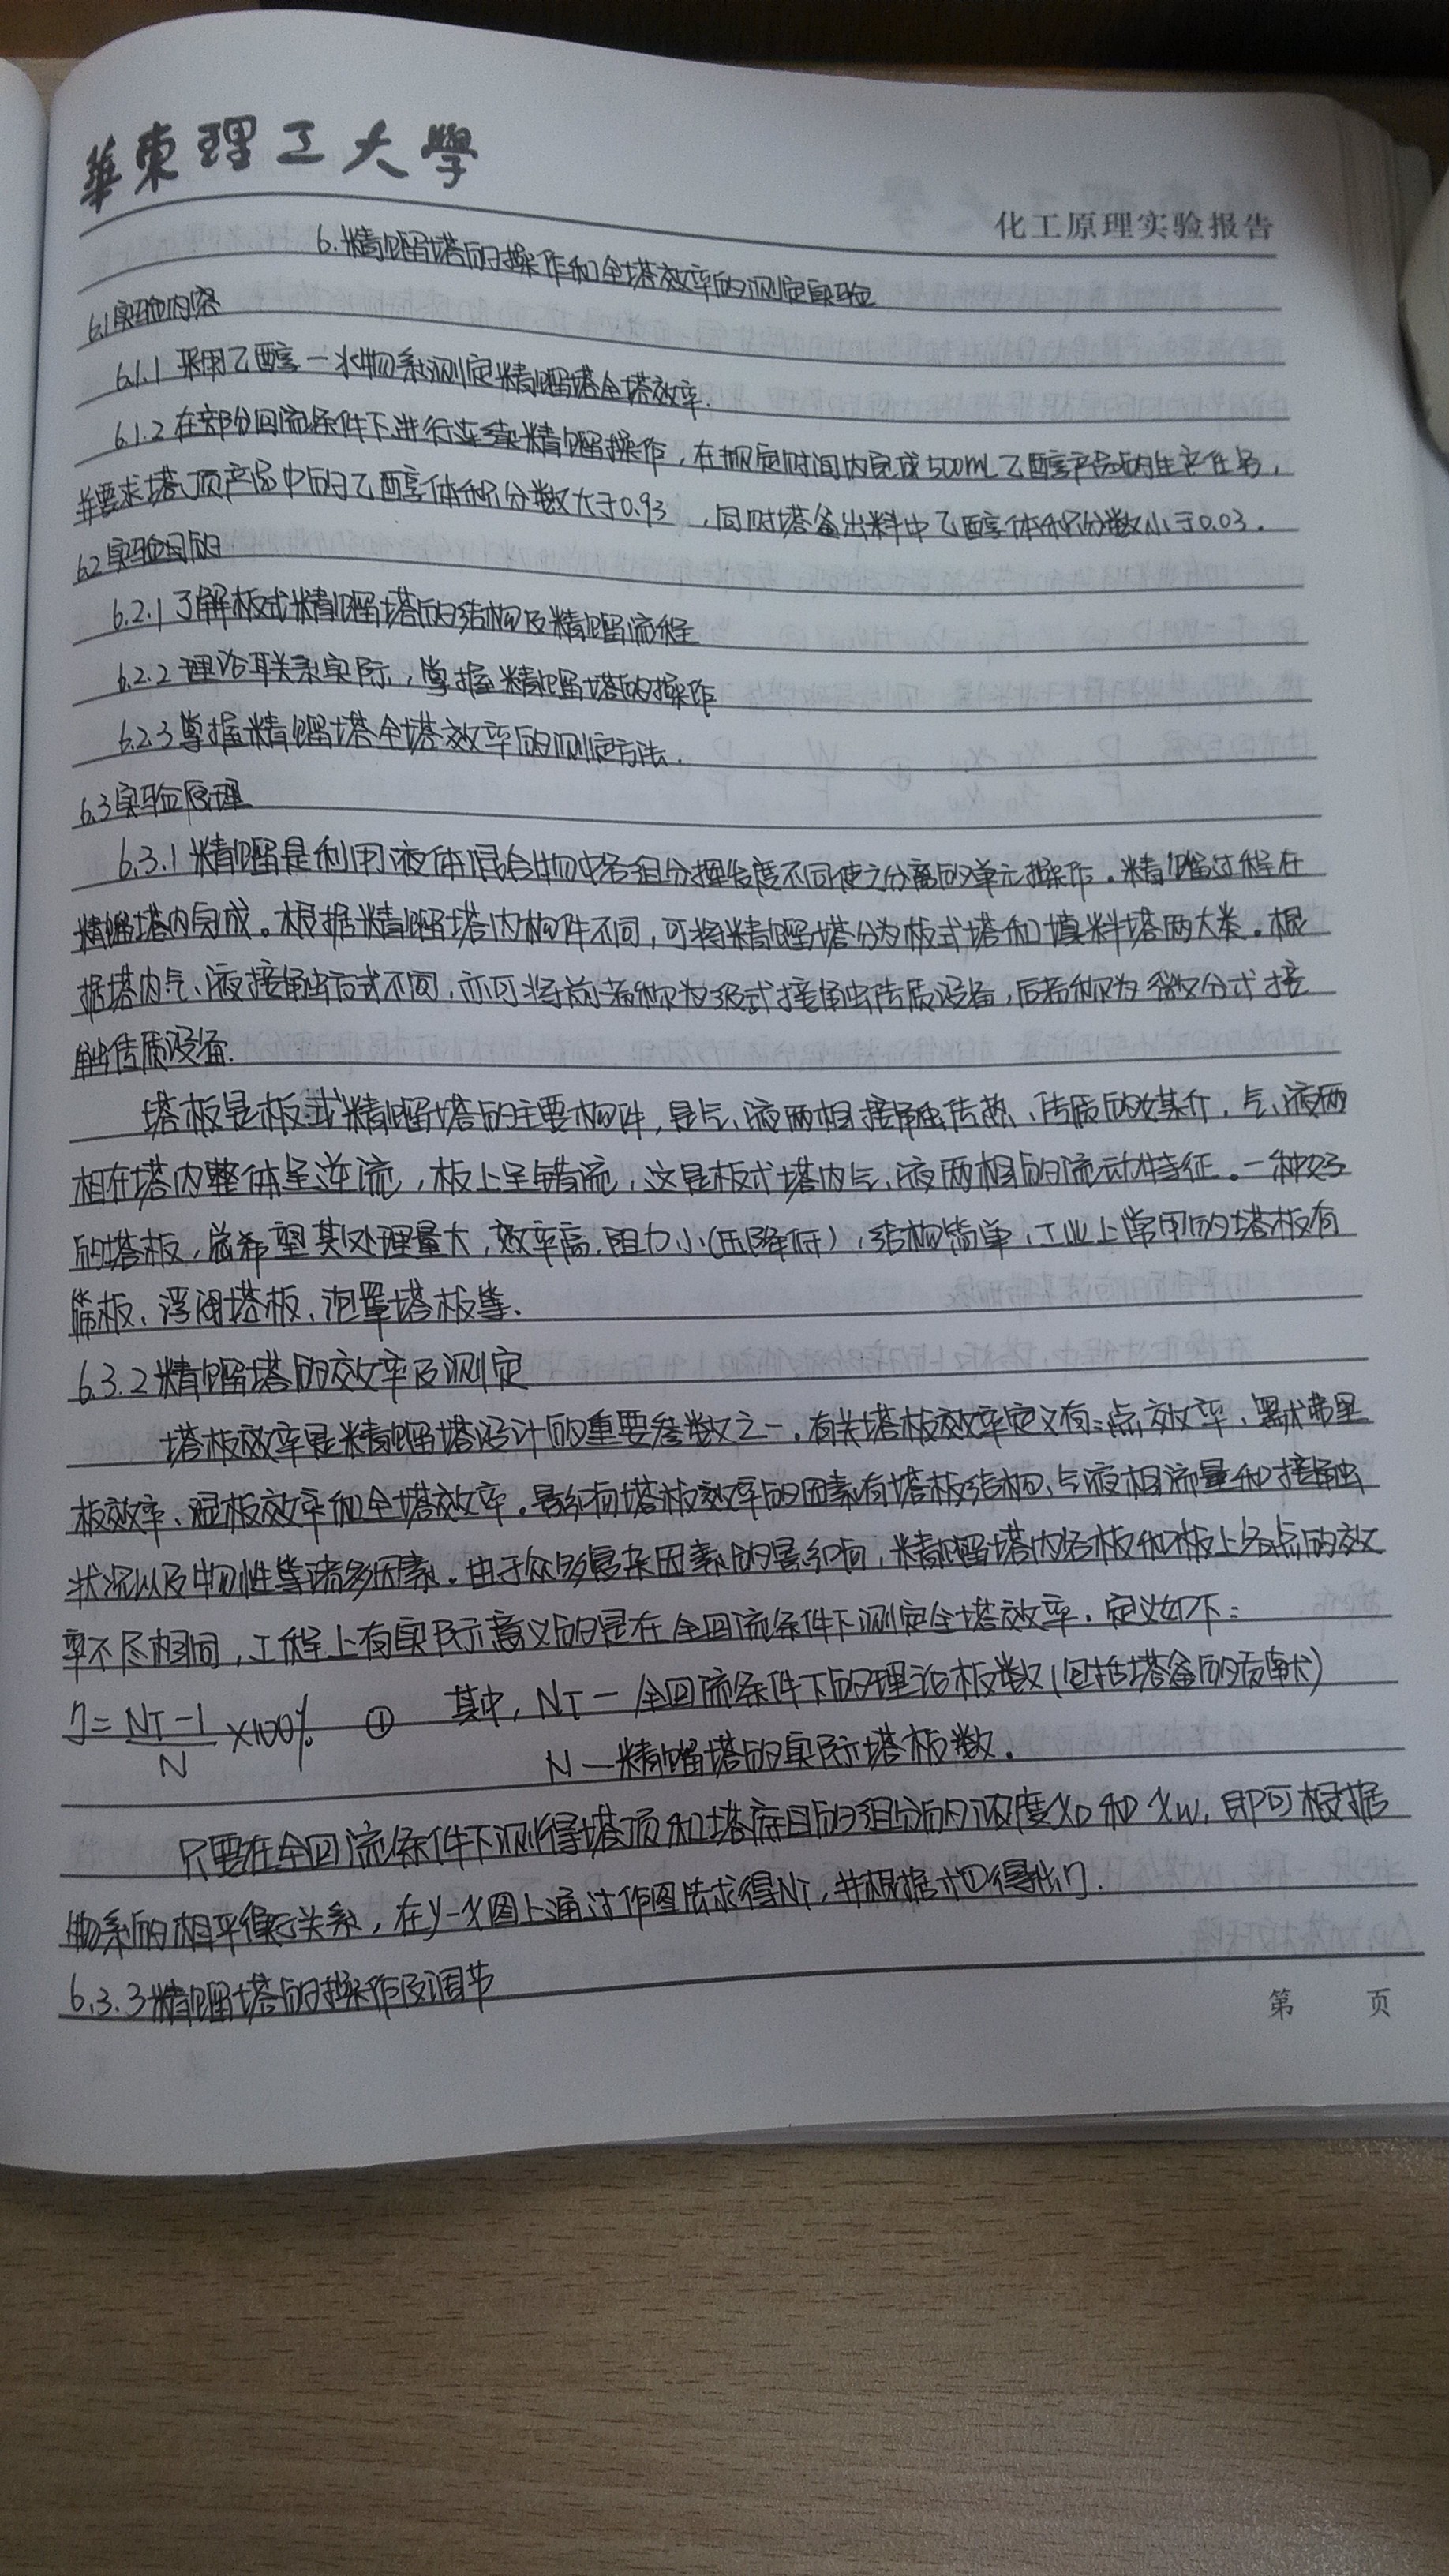 華東理工大學
化工原理实验报告
6.精馏塔的操作和全塔效率的测定实验
6.1实验内容
6.1.1 采用乙醇—水物系测定精馏塔全塔效率.
6.1.2 在部分回流条件下进行连续精馏操作，在规定时间内完成500mL乙醇产品的生产任务，
并要求塔顶产品中的乙醇体积分数大于0.93，同时塔釜出料中乙醇体积分数小于0.03.
6.2实验目的
6.2.1 了解板式精馏塔的结构及精馏流程
6.2.2 理论联系实际，掌握精馏塔的操作
6.2.3 掌握精馏塔全塔效率的测定方法.
6.3实验原理
6.3.1 精馏是利用液体混合物中各组分挥发度不同使之分离的单元操作。精馏过程在
精馏塔内完成。根据精馏塔内构件不同，可将精馏塔分为板式塔和填料塔两大类。根
据塔内气、液接触方式不同，亦可将前者称为级式接触传质设备，后者称为微分式接
触传质设备.
塔板是板式精馏塔的主要构件，是气、液两相接触传热、传质的媒介，气、液两
相在塔内整体呈逆流，板上呈错流，这是板式塔内气、液两相的流动特征。一种好
的塔板，总希望其处理量大，效率高，阻力小(压降低)，结构简单，工业上常用的塔板有
筛板、浮阀塔板、泡罩塔板等.
6.3.2 精馏塔的效率及测定
塔板效率是精馏塔设计的重要参数之一。有关塔板效率定义有：点效率、默弗里
板效率、湿板效率和全塔效率。影响塔板效率的因素有塔板结构、气液相流量和接触
状况以及物性等诸多因素。由于众多复杂因素的影响，精馏塔内各板和板上各点的效
率不尽相同，工程上有实际意义的是在全回流条件下测定全塔效率，定义如下：
η=(NT-1)/N ×100% ① 其中，NT—全回流条件下的理论板数(包括塔釜的贡献)
N—精馏塔的实际塔板数.
只要在全回流条件下测得塔顶和塔底目的组分的浓度xD和xW，即可根据
物系的相平衡关系，在y-x图上通过作图法求得NT，并根据式①得出η.
6.3.3 精馏塔的操作及调节
第 页